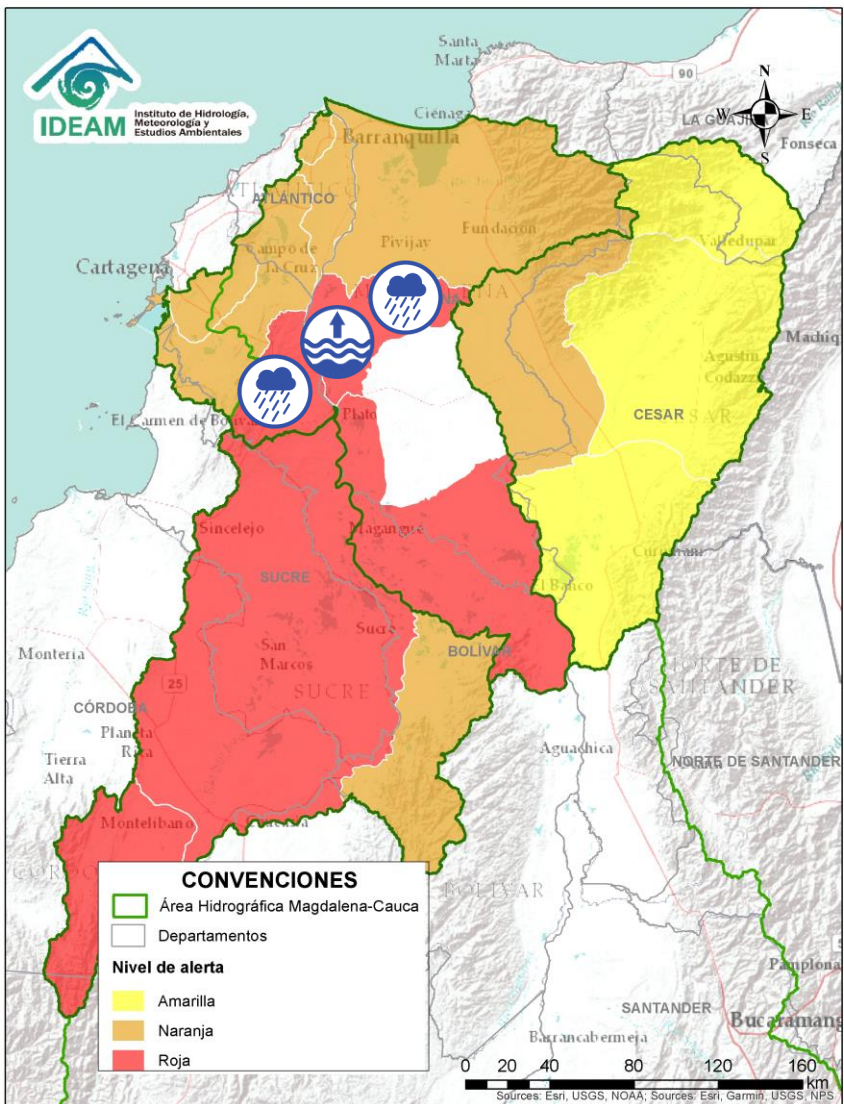 IDEAM
Instituto de Hidrología,
Meteorología y
Estudios Ambientales
Santa
Marta
90
N
W E
S
Ciénaga
LA GUAJI
Fonseca
Barranquilla
ATLÁNTICO
Valledupar
Pivijay
Fundación
Campo de
la Cruz
Cartagena
Machiq
Agustín
Codazzi
El Carmen de Bolívar
Plato
CESAR
Sincelejo
Magangué
SUCRE
Curumaní
El Banco
Sucre
BOLÍVAR
San
Marcos
Montería
NORTE DE
SANTANDER
25
SUCRE
CÓRDOBA
Planeta
Rica
Aguachica
Tierra
Alta
NORTE DE SANTANDER
Montelíbano
Caucasia
BOLÍVAR
CONVENCIONES
Área Hidrográfica Magdalena-Cauca
Departamentos
Nivel de alerta
Amarilla
Naranja
Roja
Pamplona
SANTANDER
Bucaramang
Barrancabermeja
0 20 40 80 120 160
km
Sources: Esri, USGS, NOAA; Sources: Esri, Garmin, USGS, NPS